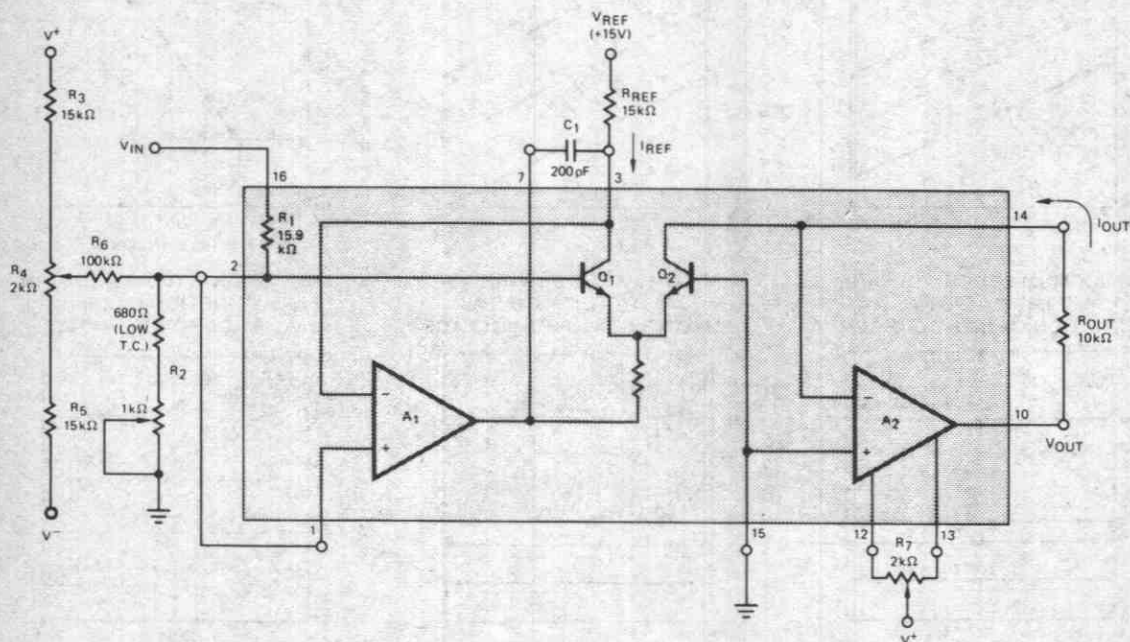 VREF
(+15V)
V+
R3
15kΩ
RREF
15kΩ
C1
200pF
IREF
VIN
7
3
16
R1
15.9
kΩ
14
IOUT
R6
100kΩ
2
R4
2kΩ
Q1
Q2
680Ω
(LOW
T.C.)
ROUT
10kΩ
R2
1kΩ
R5
15kΩ
−
A1
+
−
A2
+
10
VOUT
V−
1
15
12
13
R7
2kΩ
V+